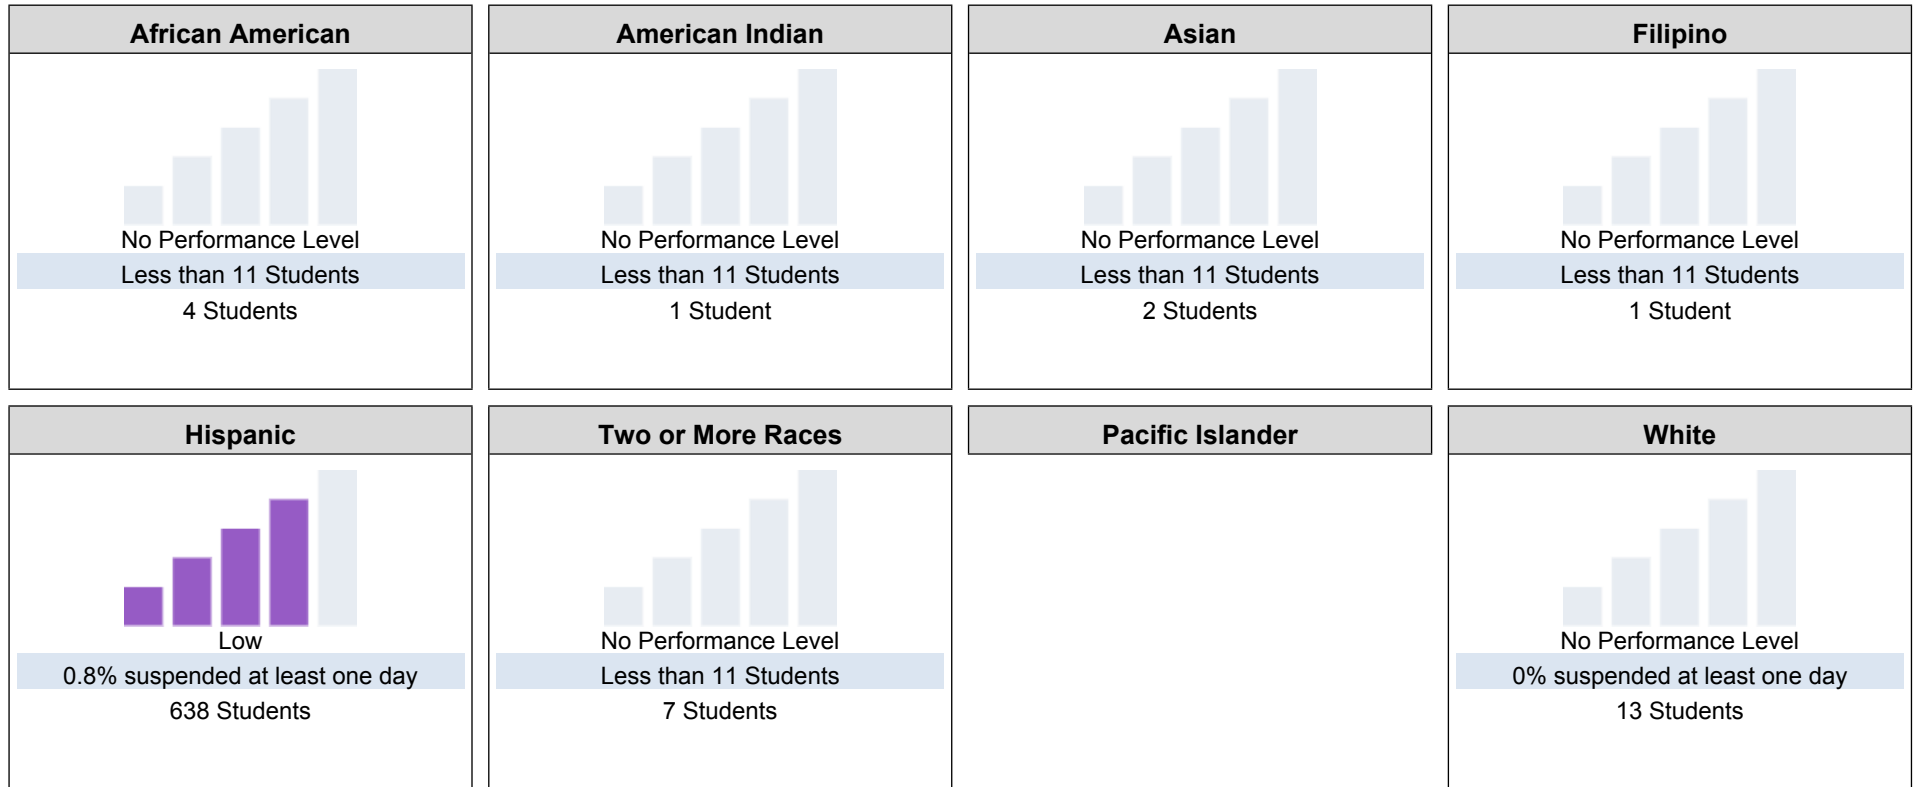 African American
No Performance Level
Less than 11 Students
4 Students
American Indian
No Performance Level
Less than 11 Students
1 Student
Asian
No Performance Level
Less than 11 Students
2 Students
Filipino
No Performance Level
Less than 11 Students
1 Student
Hispanic
Low
0.8% suspended at least one day
638 Students
Two or More Races
No Performance Level
Less than 11 Students
7 Students
Pacific Islander
White
No Performance Level
0% suspended at least one day
13 Students